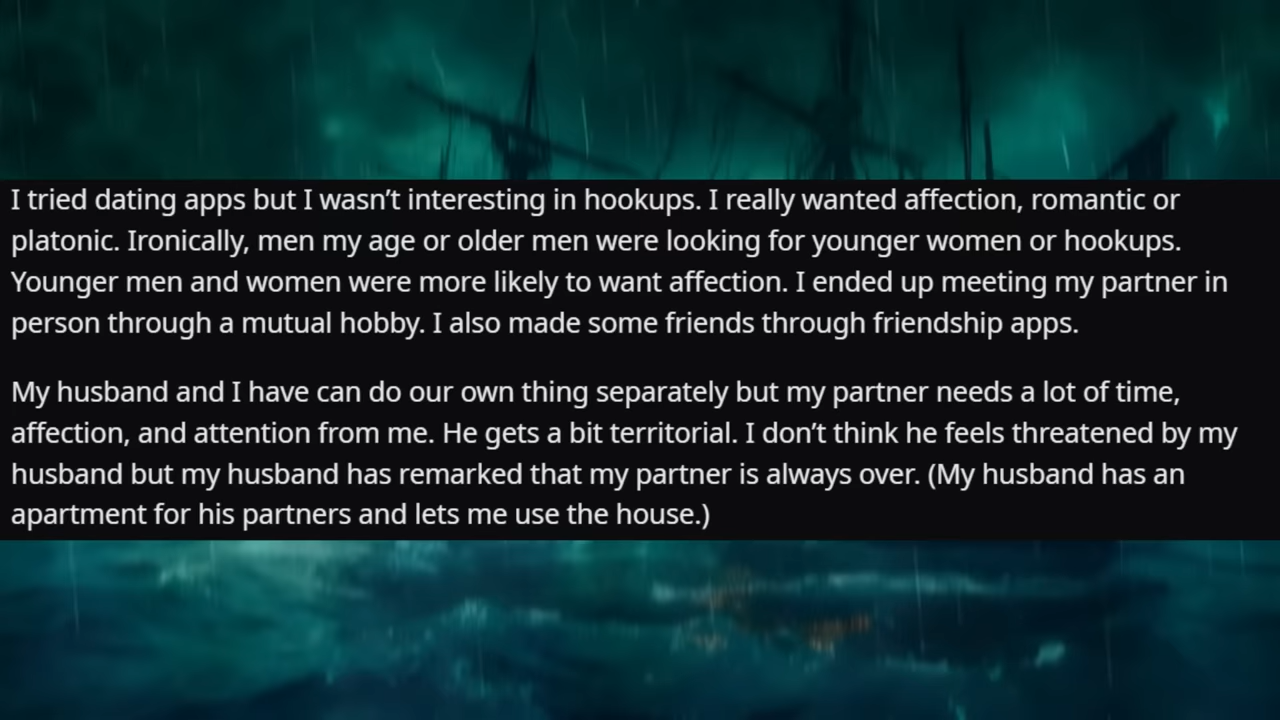 I tried dating apps but I wasn’t interesting in hookups. I really wanted affection, romantic or
platonic. Ironically, men my age or older men were looking for younger women or hookups.
Younger men and women were more likely to want affection. I ended up meeting my partner in
person through a mutual hobby. I also made some friends through friendship apps.
My husband and I have can do our own thing separately but my partner needs a lot of time,
affection, and attention from me. He gets a bit territorial. I don’t think he feels threatened by my
husband but my husband has remarked that my partner is always over. (My husband has an
apartment for his partners and lets me use the house.)